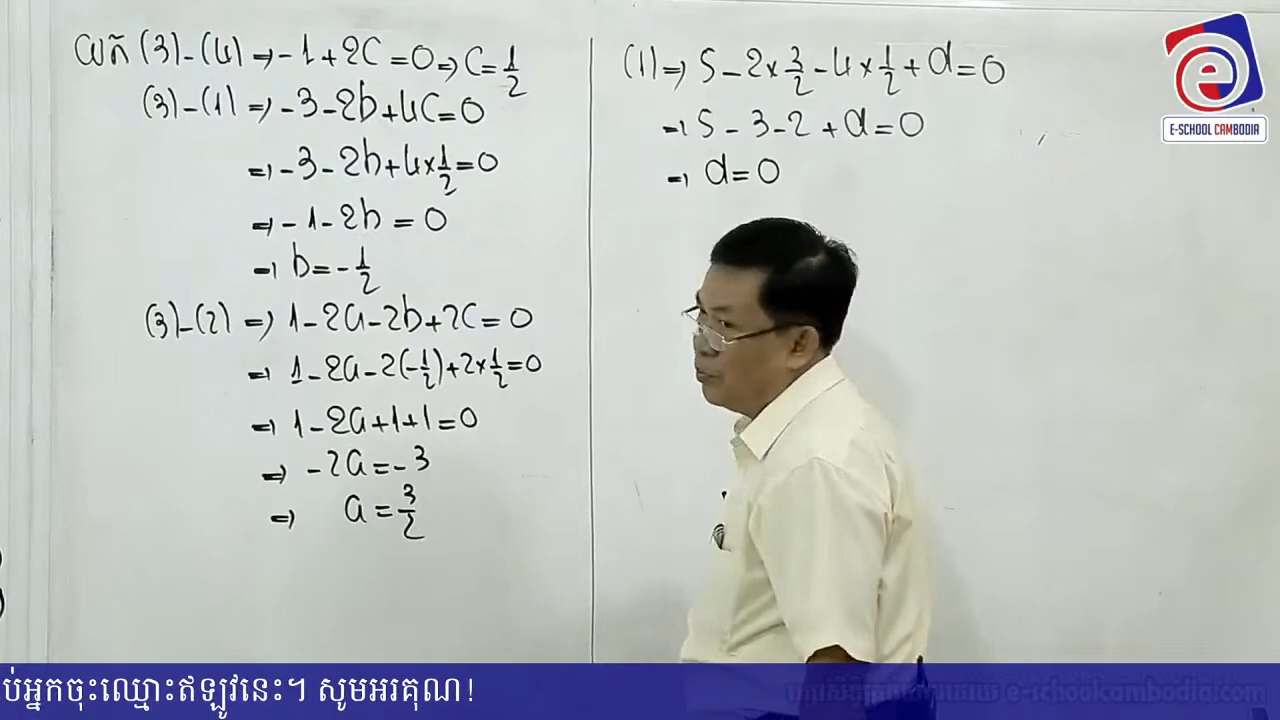 យក (3)-(4) => -1+2c=0 => c=1/2
(3)-(1) => -3-2b+4c=0
=> -3-2b+4×1/2=0
=> -1-2b=0
=> b=-1/2
(3)-(2) => 1-2a-2b+2c=0
=> 1-2a-2(-1/2)+2×1/2=0
=> 1-2a+1+1=0
=> -2a=-3
=> a=3/2
(1) => 5-2×3/2-4×1/2+d=0
=> 5-3-2+d=0
=> d=0
e
E-SCHOOL CAMBODIA
ប់អ្នកចុះឈ្មោះឥឡូវនេះ។ សូមអរគុណ!
e-schoolcambodia.com